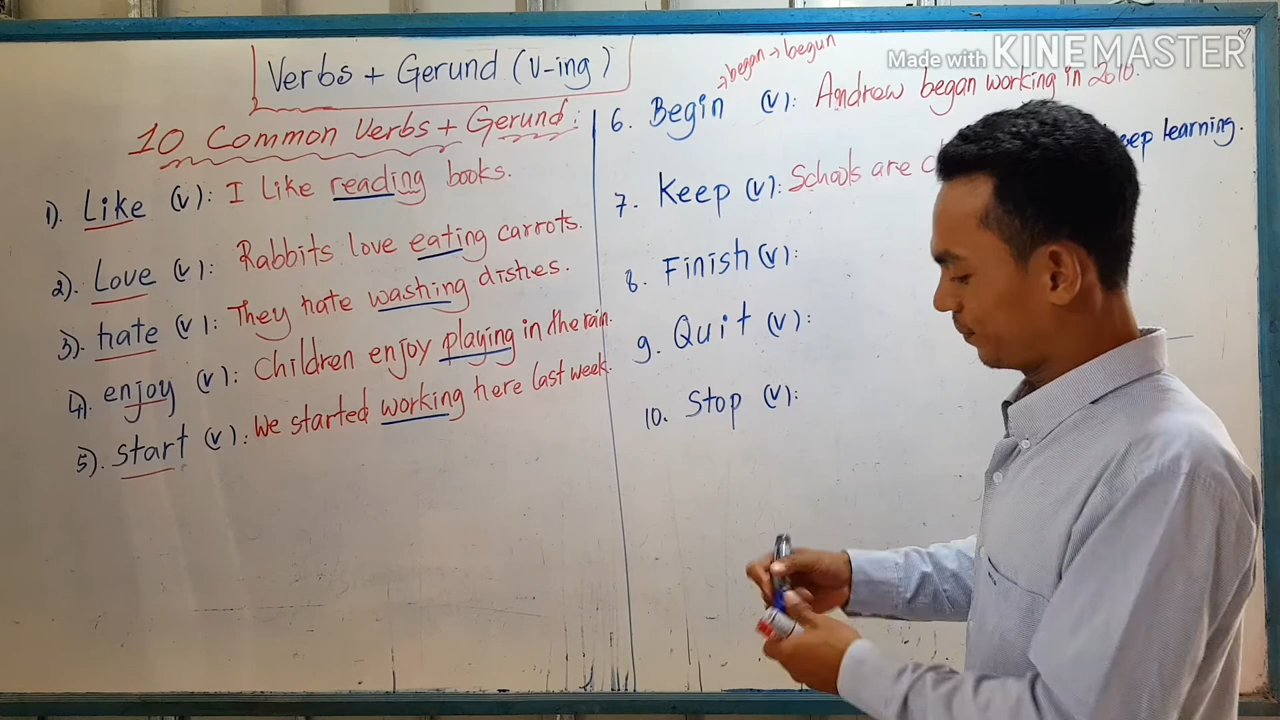 Made with KINEMASTER
Verbs + Gerund (V-ing)
10 Common Verbs + Gerund:
1). Like (v): I like reading books.
2). Love (v): Rabbits love eating carrots.
3). hate (v): They hate washing dishes.
4). enjoy (v): Children enjoy playing in the rain.
5). start (v): We started working here last week.
→ began → begun
6. Begin (v): Andrew began working in 2010.
7. Keep (v): Schools are learning.
8. Finish (v):
9. Quit (v):
10. Stop (v):